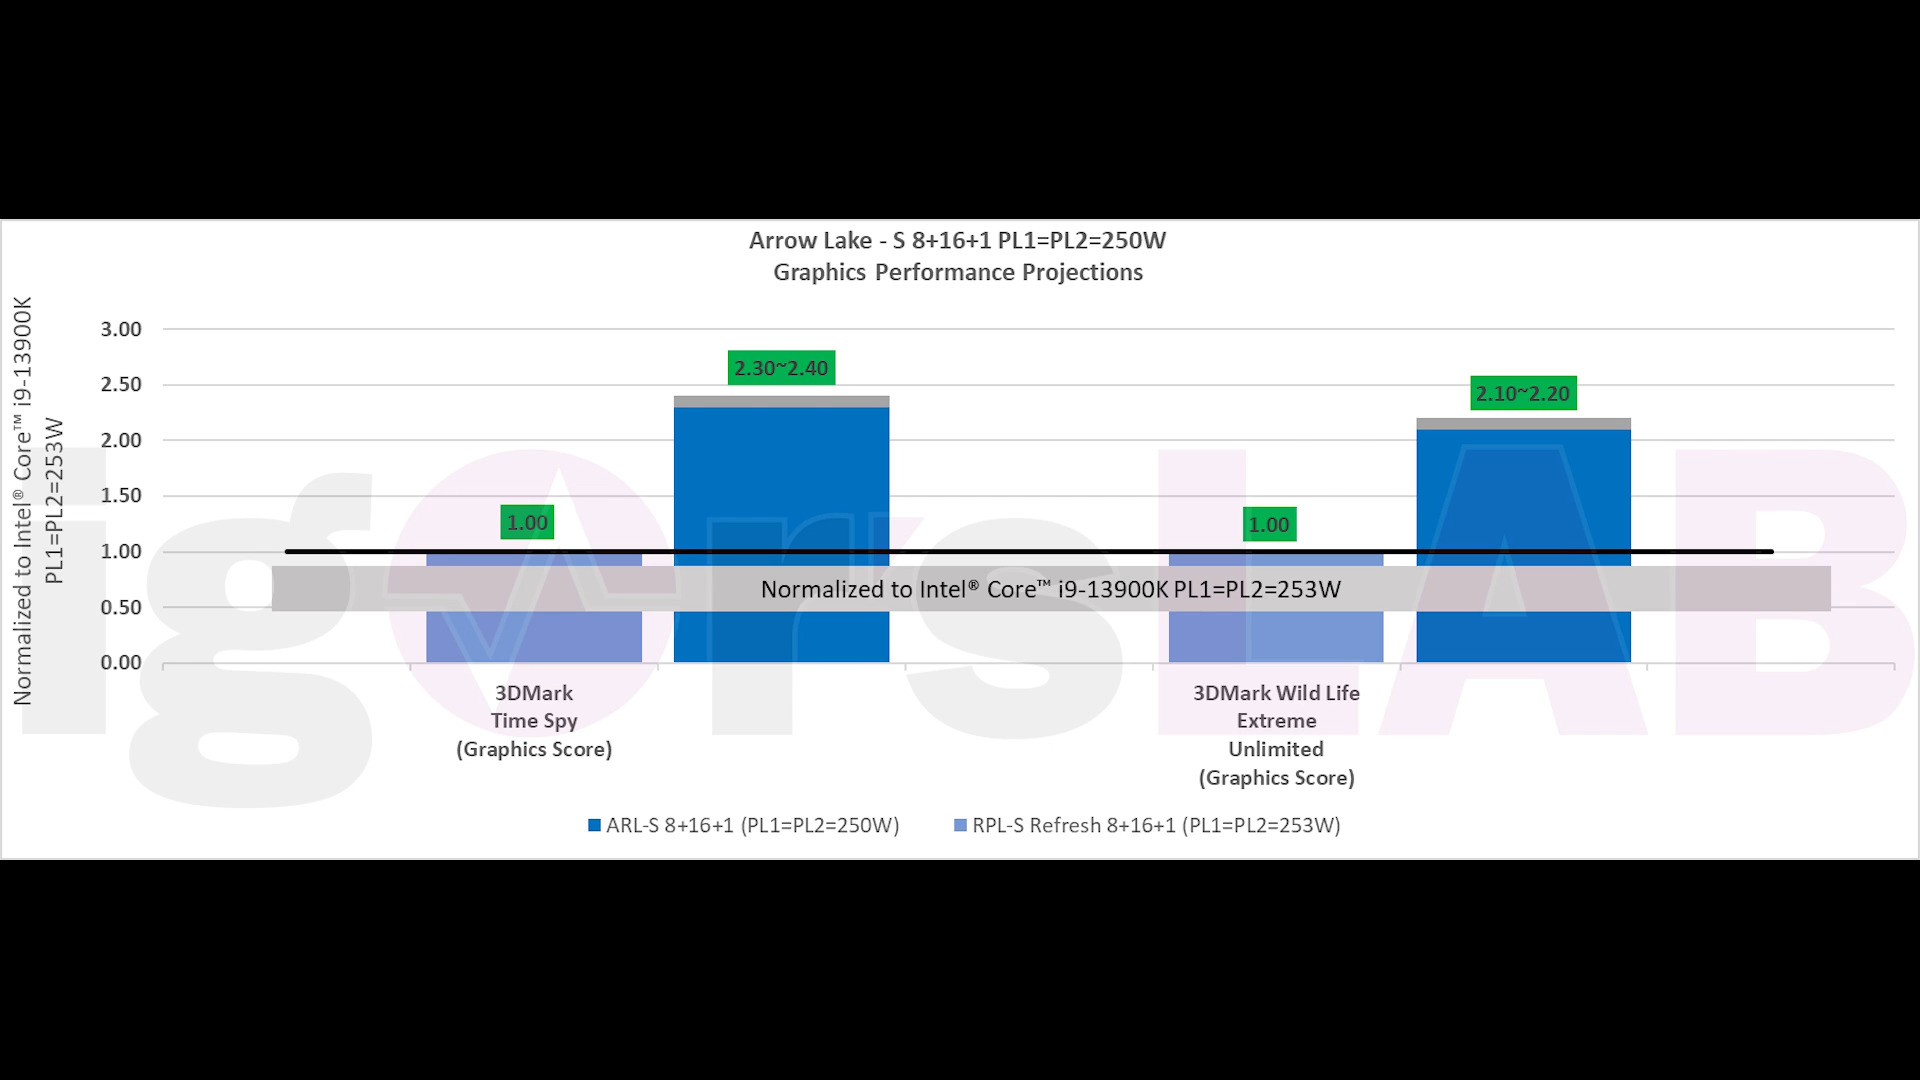 Arrow Lake - S 8+16+1 PL1=PL2=250W
Graphics Performance Projections
Normalized to Intel® Core™ i9-13900K
PL1=PL2=253W
3.00
2.50
2.00
1.50
1.00
0.50
0.00
1.00
2.30~2.40
1.00
2.10~2.20
Normalized to Intel® Core™ i9-13900K PL1=PL2=253W
igorsLAB
3DMark
Time Spy
(Graphics Score)
3DMark Wild Life
Extreme
Unlimited
(Graphics Score)
ARL-S 8+16+1 (PL1=PL2=250W)
RPL-S Refresh 8+16+1 (PL1=PL2=253W)